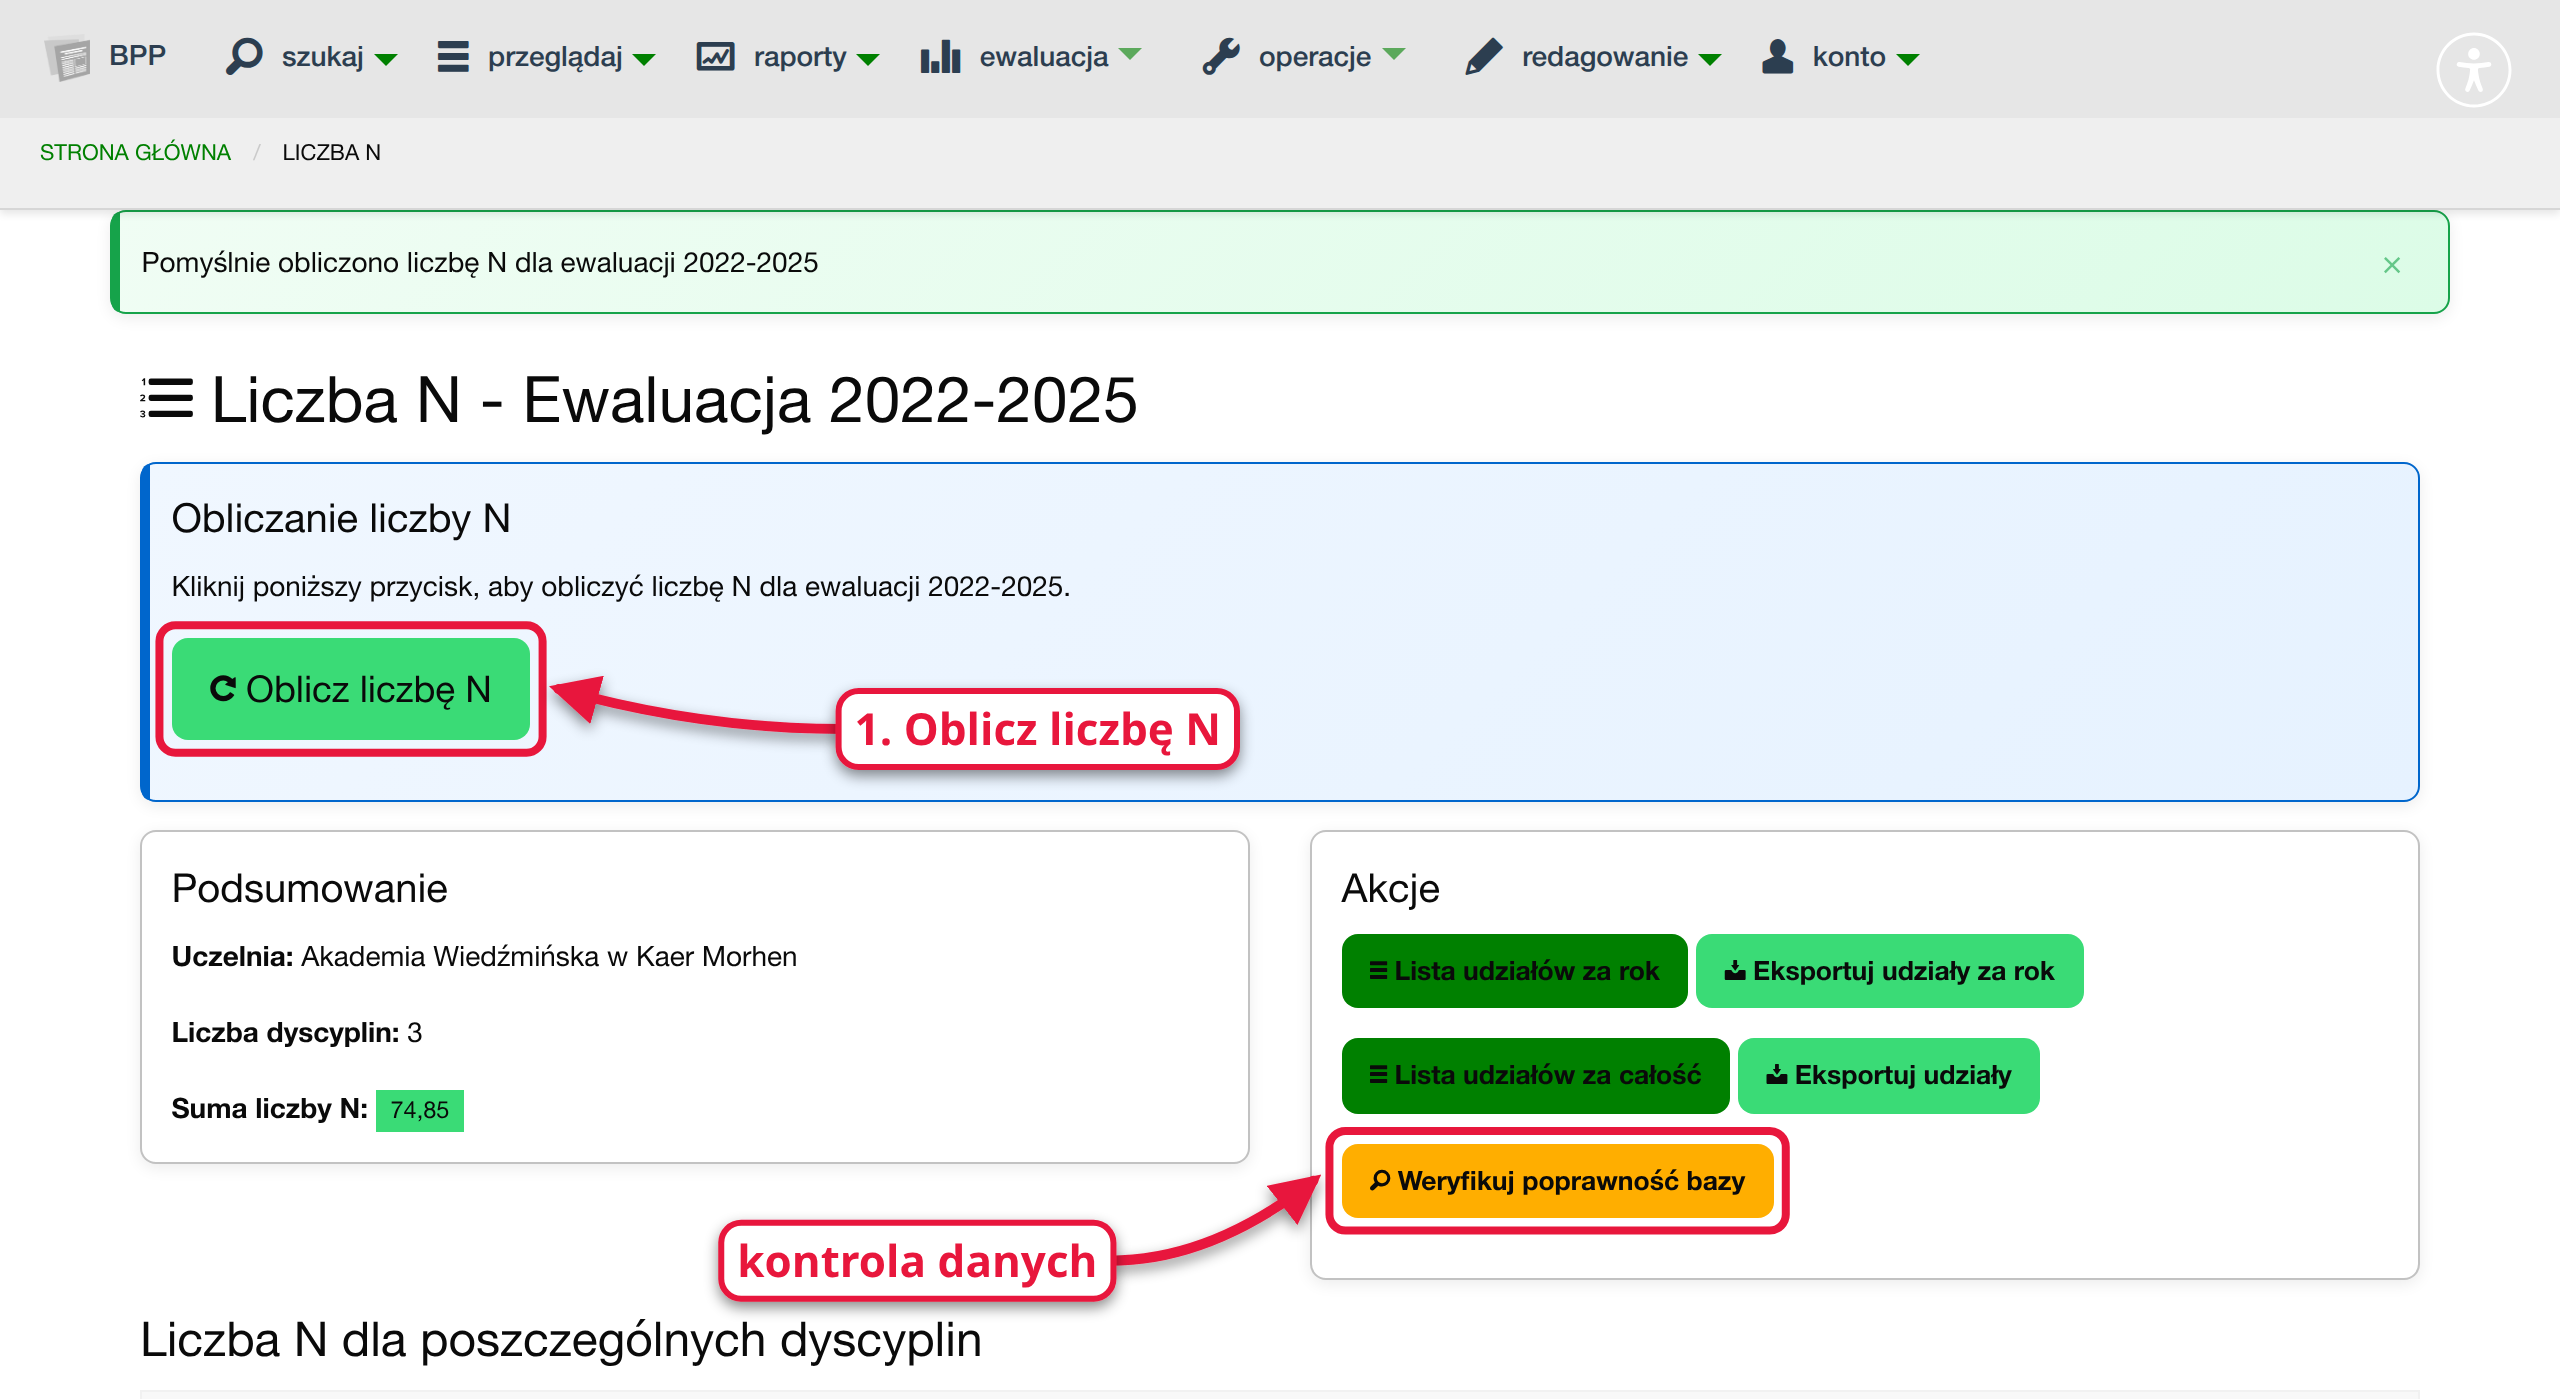 BPP szukaj przeglądaj raporty ewaluacja operacje redagowanie konto
STRONA GŁÓWNA / LICZBA N
Pomyślnie obliczono liczbę N dla ewaluacji 2022-2025 ×
Liczba N - Ewaluacja 2022-2025
Obliczanie liczby N
Kliknij poniższy przycisk, aby obliczyć liczbę N dla ewaluacji 2022-2025.
Oblicz liczbę N
1. Oblicz liczbę N
Podsumowanie
Uczelnia: Akademia Wiedźmińska w Kaer Morhen
Liczba dyscyplin: 3
Suma liczby N: 74,85
Akcje
Lista udziałów za rok Eksportuj udziały za rok
Lista udziałów za całość Eksportuj udziały
Weryfikuj poprawność bazy
kontrola danych
Liczba N dla poszczególnych dyscyplin